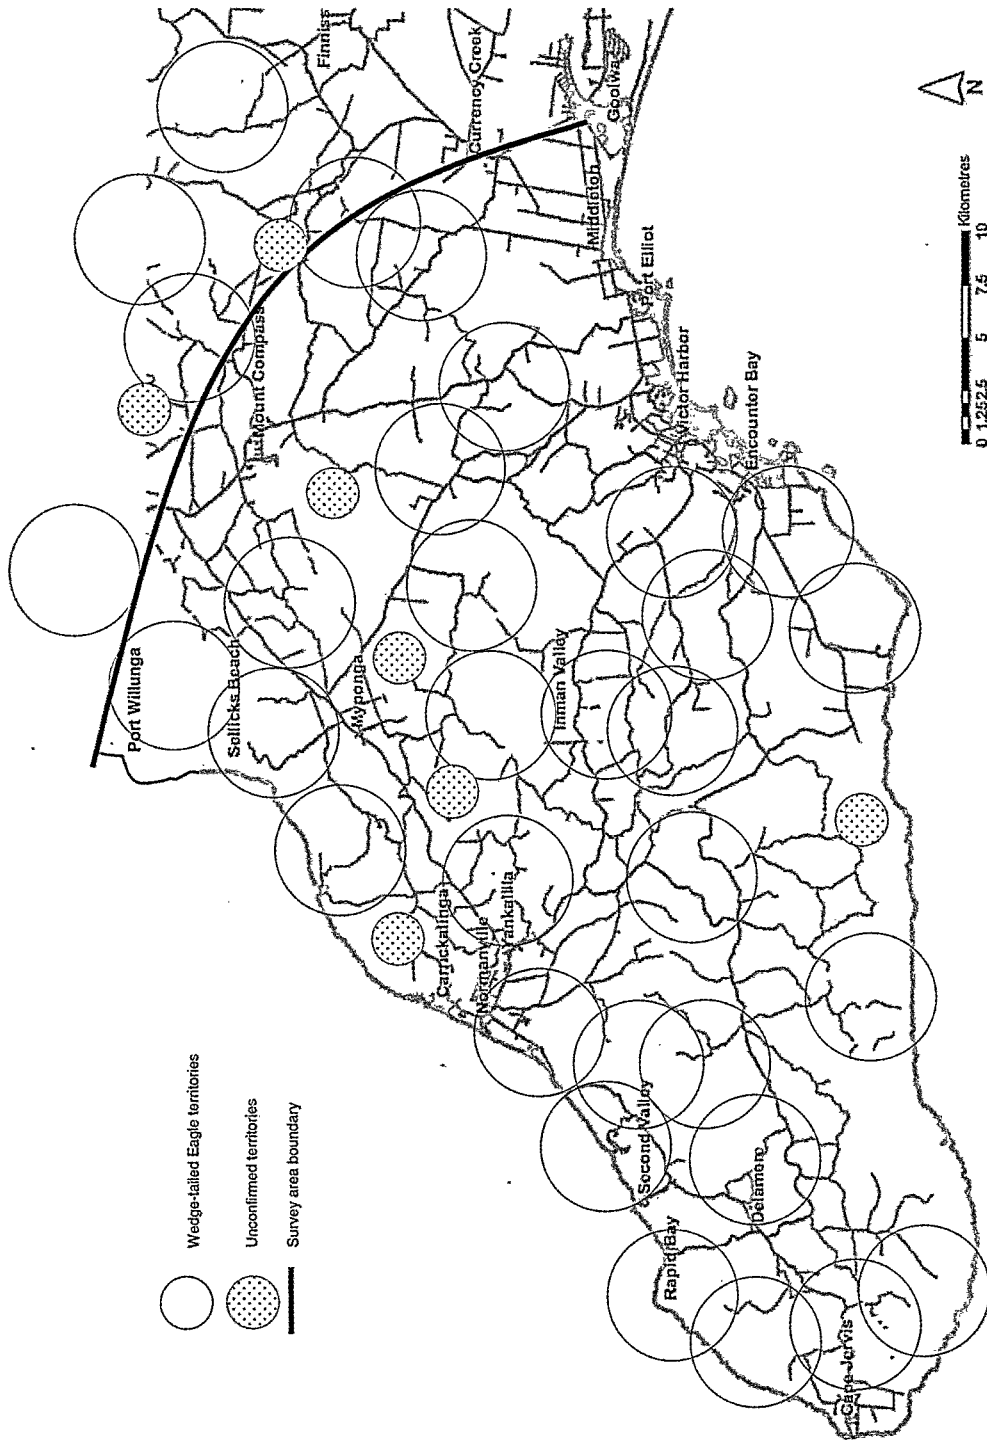 Wedge-tailed Eagle territories
Unconfirmed territories
Survey area boundary
Port Willunga
Sellicks Beach
Myponga
Mount Compass
Finniss
Currency Creek
Goolwa
Middleton
Port Elliot
Victor Harbor
Encounter Bay
Inman Valley
Carrickalinga
Normanville
Yankalilla
Second Valley
Rapid Bay
Delamere
Cape Jervis
0 1.25 2.5 5 7.5 10
Kilometres
N